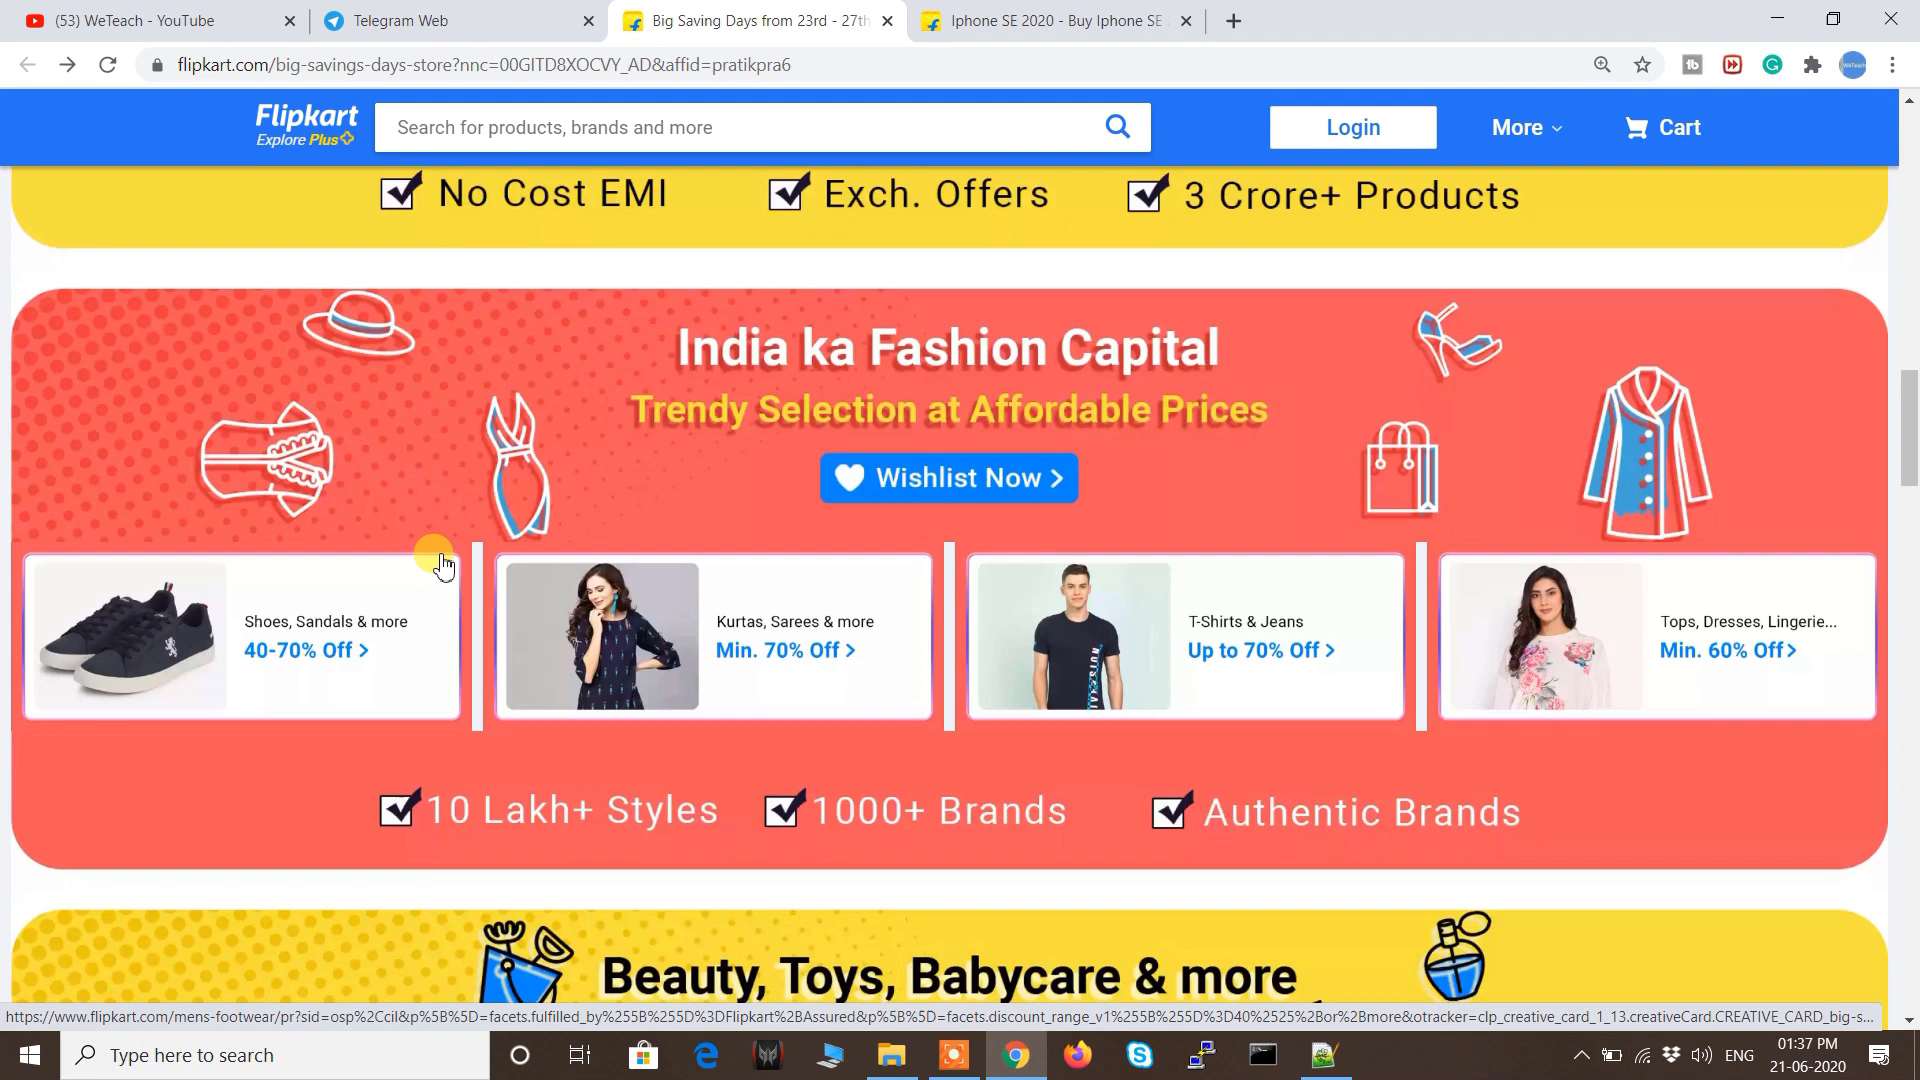 (53) WeTeach - YouTube
Telegram Web
Big Saving Days from 23rd - 27th
Iphone SE 2020 - Buy Iphone SE
flipkart.com/big-savings-days-store?nnc=00GITD8XOCVY_AD&affid=pratikpra6
Flipkart
Explore Plus
Search for products, brands and more
Login
More
Cart
No Cost EMI
Exch. Offers
3 Crore+ Products
India ka Fashion Capital
Trendy Selection at Affordable Prices
Wishlist Now >
Shoes, Sandals & more
40-70% Off >
Kurtas, Sarees & more
Min. 70% Off >
T-Shirts & Jeans
Up to 70% Off >
Tops, Dresses, Lingerie...
Min. 60% Off>
10 Lakh+ Styles
1000+ Brands
Authentic Brands
Beauty, Toys, Babycare & more
https://www.flipkart.com/mens-footwear/pr?sid=osp%2Ccil&p%5B%5D=facets.fulfilled_by%255B%255D%3DFlipkart%2BAssured&p%5B%5D=facets.discount_range_v1%255B%255D%3D40%2525%2Bor%2Bmore&otracker=clp_creative_card_1_13.creativeCard.CREATIVE_CARD_big-s...
Type here to search
ENG
01:37 PM
21-06-2020